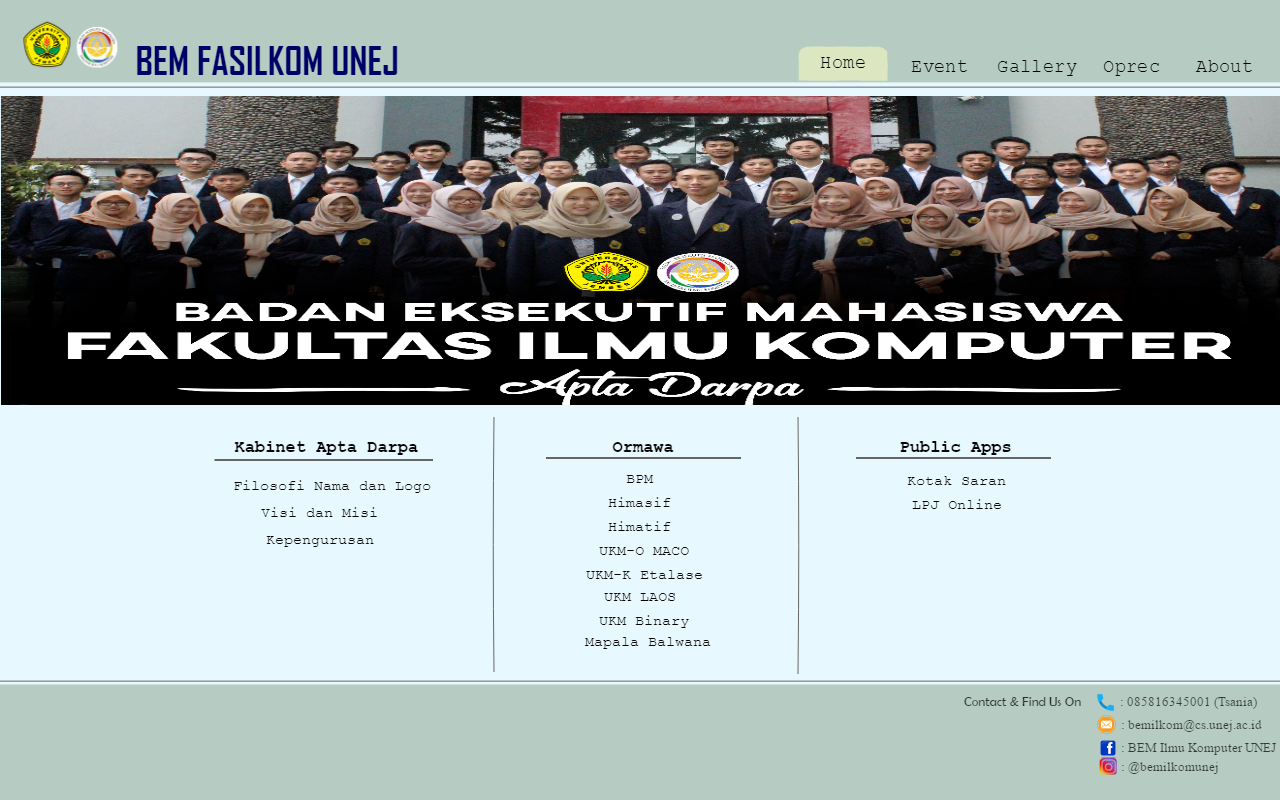 BEM FASILKOM UNEJ
Home Event Gallery Oprec About
UNIVERSITAS
JEMBER
BADAN EKSEKUTIF MAHASISWA
FAKULTAS ILMU KOMPUTER
Apta Darpa
Kabinet Apta Darpa
Filosofi Nama dan Logo
Visi dan Misi
Kepengurusan
Ormawa
BPM
Himasif
Himatif
UKM-O MACO
UKM-K Etalase
UKM LAOS
UKM Binary
Mapala Balwana
Public Apps
Kotak Saran
LPJ Online
Contact & Find Us On : 085816345001 (Tsania)
: bemilkom@cs.unej.ac.id
: BEM Ilmu Komputer UNEJ
: @bemilkomunej